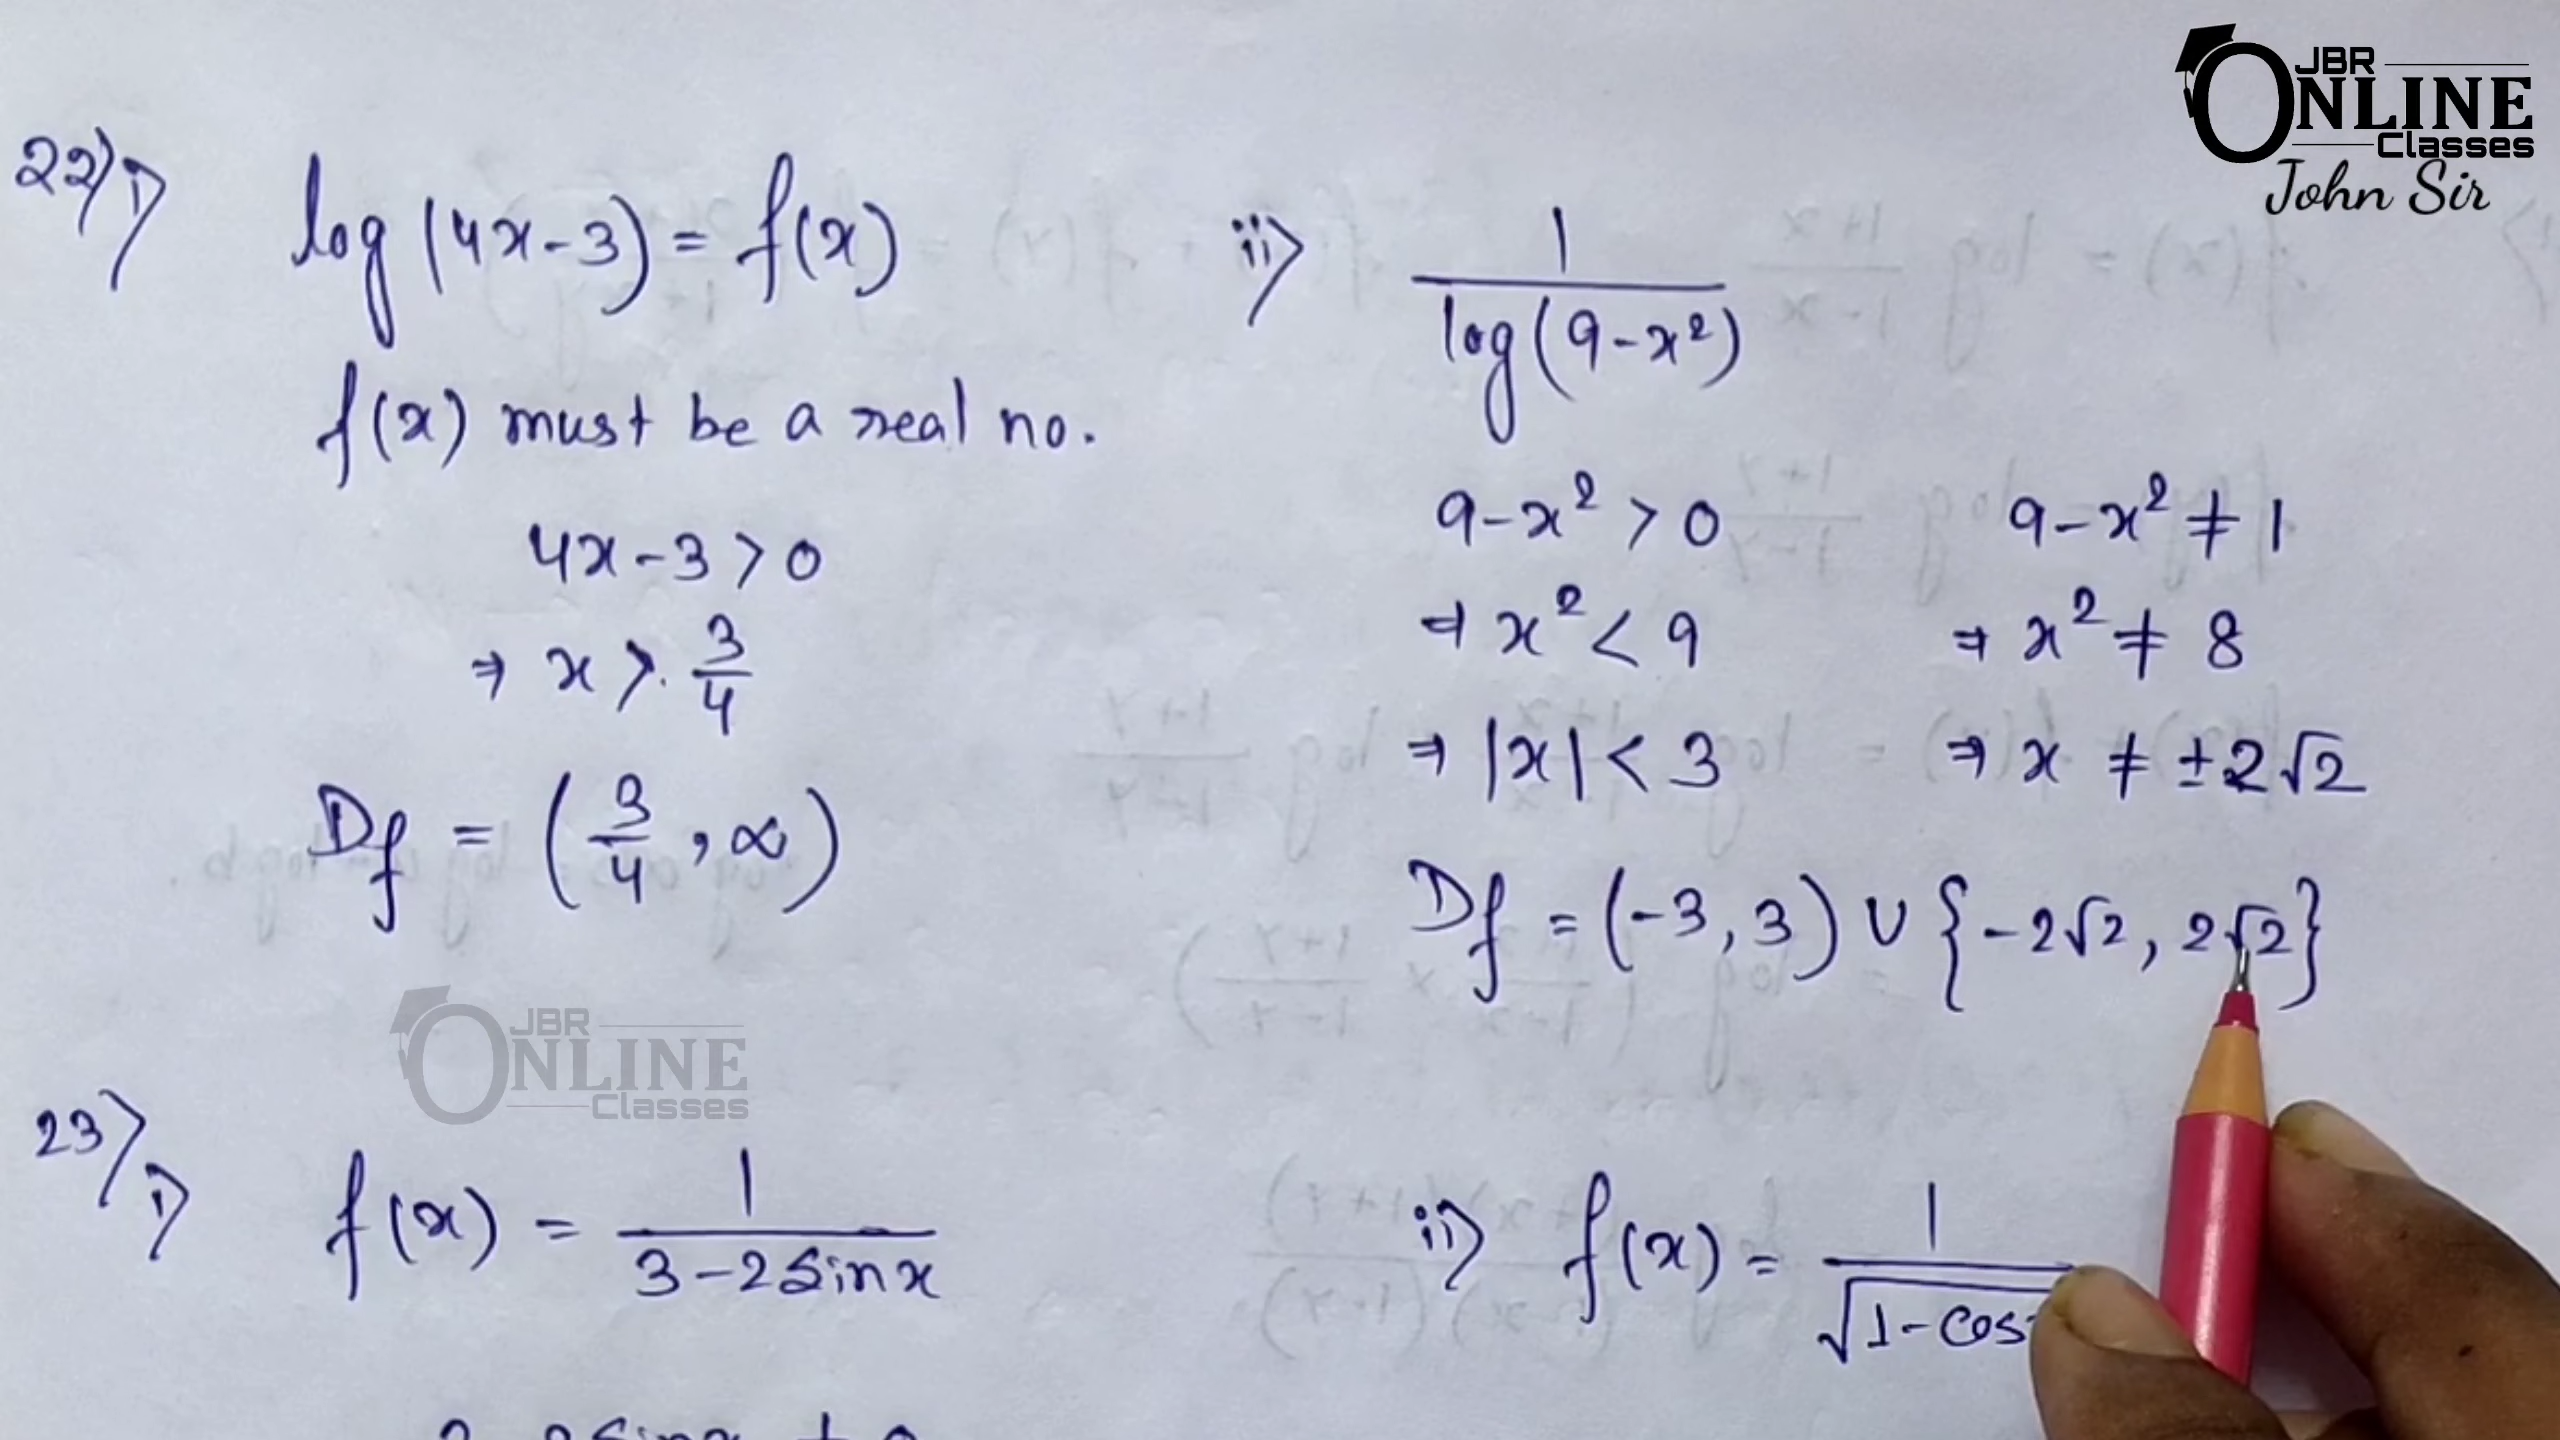 JBR
ONLINE
Classes
John Sir
22) i) log (4x-3) = f(x)
f(x) must be a real no.
4x-3 > 0
⇒ x > 3/4
Df = (3/4, ∞)
ii) 1/log(9-x²)
9-x² > 0    9-x² ≠ 1
⇒ x² < 9    ⇒ x² ≠ 8
⇒ |x| < 3    ⇒ x ≠ ±2√2
Df = (-3, 3) ∪ {-2√2, 2√2}
JBR
ONLINE
Classes
23) i) f(x) = 1/(3-2sinx)
ii) f(x) = 1/√(1-cos